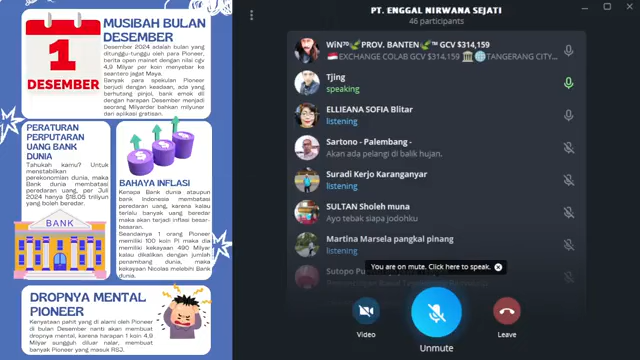 MUSIBAH BULAN
DESEMBER
Desember 2024 adalah bulan yang
ditunggu-tunggu oleh para Pioneer,
berita open mainet dengan nilai cgv
4,9 Milyar per koin menyebar ke
seantero jagat Maya.
Banyak para spekulan Pioneer
berjudi dengan keadaan, ada yang
berhutang pinjol, bank emok dll
dengan harapan Desember menjadi
seorang Milyarder bahkan milyuner
dari aplikasi gratisan.
1
DESEMBER
PERATURAN
PERPUTARAN
UANG BANK
DUNIA
Tahukah kamu? Untuk
menstabilkan
perekonomian dunia, maka
Bank dunia membatasi
peredaran uang, per Juli
2024 hanya $18,05 triliyun
yang boleh beredar.
BANK
BAHAYA INFLASI
Kenapa Bank dunia ataupun
bank indonesia membatasi
peredaran uang, karena kalau
terlalu banyak uang beredar
maka akan terjadi inflasi besar-
besaran.
Seandainya 1 orang Pioneer
memiliki 100 koin PI maka dia
memiliki kekayaan 490 Milyar
kalau dikalikan dengan jumlah
penambang dunia, maka
kekayaan Nicolas melebihi Bank
dunia.
DROPNYA MENTAL
PIONEER
Kenyataan pahit yang di alami oleh Pioneer
di bulan Desember nanti akan membuat
dropnya mental, karena harapan 1 koin 4,9
Milyar sungguh diluar nalar, membuat
banyak Pioneer yang masuk RSJ.
PT. ENGGAL NIRWANA SEJATI
46 participants
WiN⁷⁰🌿PROV. BANTEN🌿™ GCV $314,159
🇮🇩EXCHANGE COLAB GCV $314,159 🏛️🌐TANGERANG CITY...
Tjing
speaking
ELLIEANA SOFIA Blitar
listening
Sartono - Palembang -
Akan ada pelangi di balik hujan.
Suradi Kerjo Karanganyar
listening
SULTAN Sholeh muna
Ayo tebak siapa jodohku
Martina Marsela pangkal pinang
listening
You are on mute. Click here to speak.
Sutopo
Video
Leave
Unmute